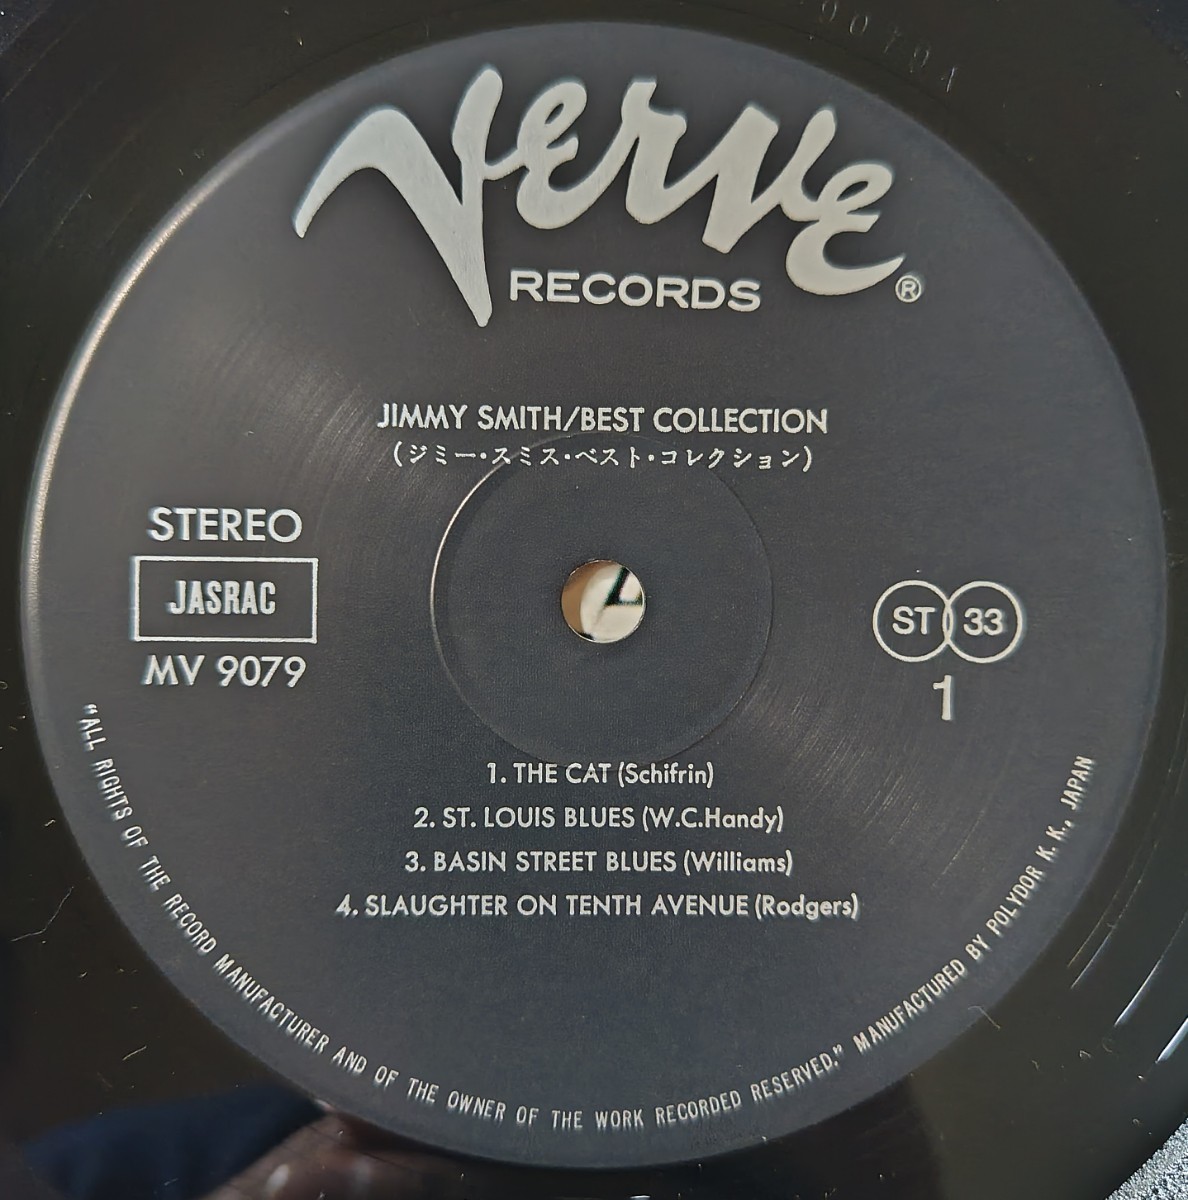 Verve
RECORDS ®
JIMMY SMITH/BEST COLLECTION
(ジミー・スミス・ベスト・コレクション)
STEREO
JASRAC
MV 9079
ST 33
1
1. THE CAT (Schifrin)
2. ST. LOUIS BLUES (W.C.Handy)
3. BASIN STREET BLUES (Williams)
4. SLAUGHTER ON TENTH AVENUE (Rodgers)
"ALL RIGHTS OF THE RECORD MANUFACTURER AND OF THE OWNER OF THE WORK RECORDED RESERVED." MANUFACTURED BY POLYDOR K. K., JAPAN